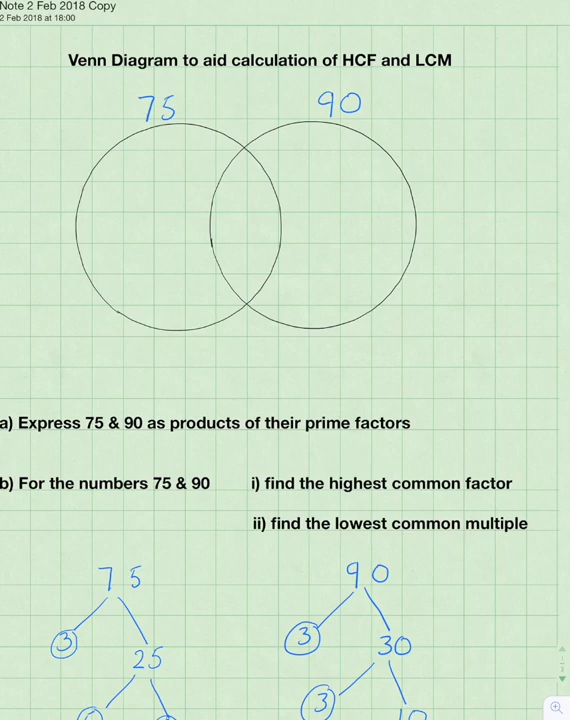 Note 2 Feb 2018 Copy
2 Feb 2018 at 18:00
Venn Diagram to aid calculation of HCF and LCM
75 90
a) Express 75 & 90 as products of their prime factors
b) For the numbers 75 & 90 i) find the highest common factor
ii) find the lowest common multiple
75 90
3 3 30
25
3 10